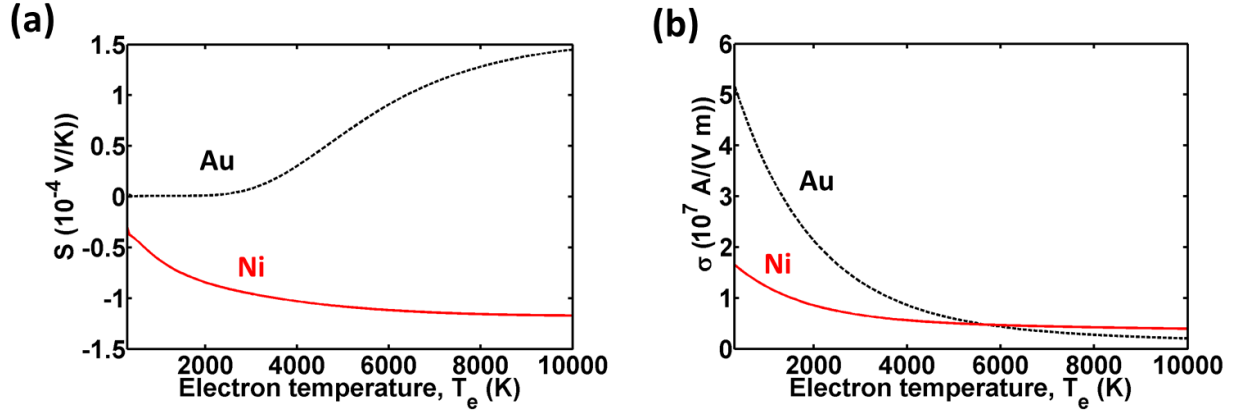 (a)
S (10⁻⁴ V/K))
1.5
1
0.5
0
-0.5
-1
-1.5
Au
Ni
2000 4000 6000 8000 10000
Electron temperature, Tₑ (K)
(b)
σ (10⁷ A/(V m))
6
5
4
3
2
1
0
Au
Ni
2000 4000 6000 8000 10000
Electron temperature, Tₑ (K)